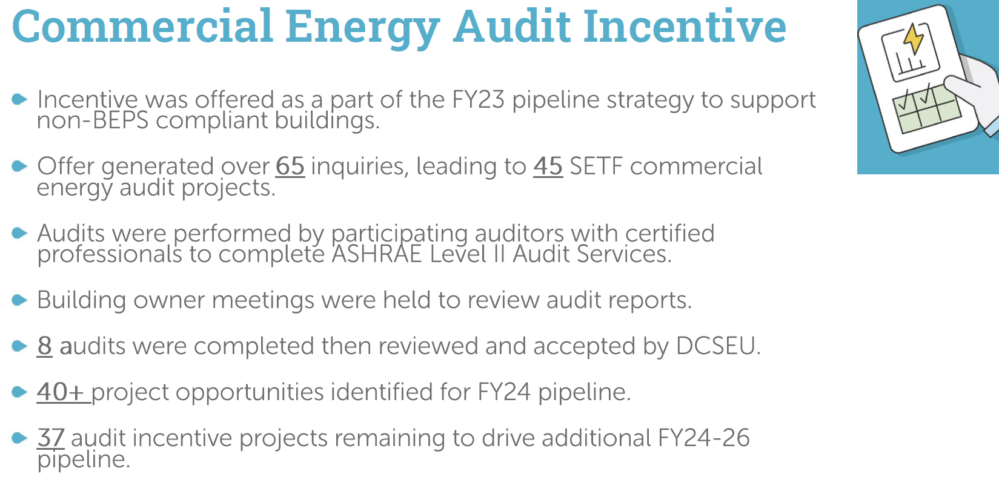 Commercial Energy Audit Incentive
Incentive was offered as a part of the FY23 pipeline strategy to support
non-BEPS compliant buildings.
Offer generated over 65 inquiries, leading to 45 SETF commercial
energy audit projects.
Audits were performed by participating auditors with certified
professionals to complete ASHRAE Level II Audit Services.
Building owner meetings were held to review audit reports.
8 audits were completed then reviewed and accepted by DCSEU.
40+ project opportunities identified for FY24 pipeline.
37 audit incentive projects remaining to drive additional FY24-26
pipeline.